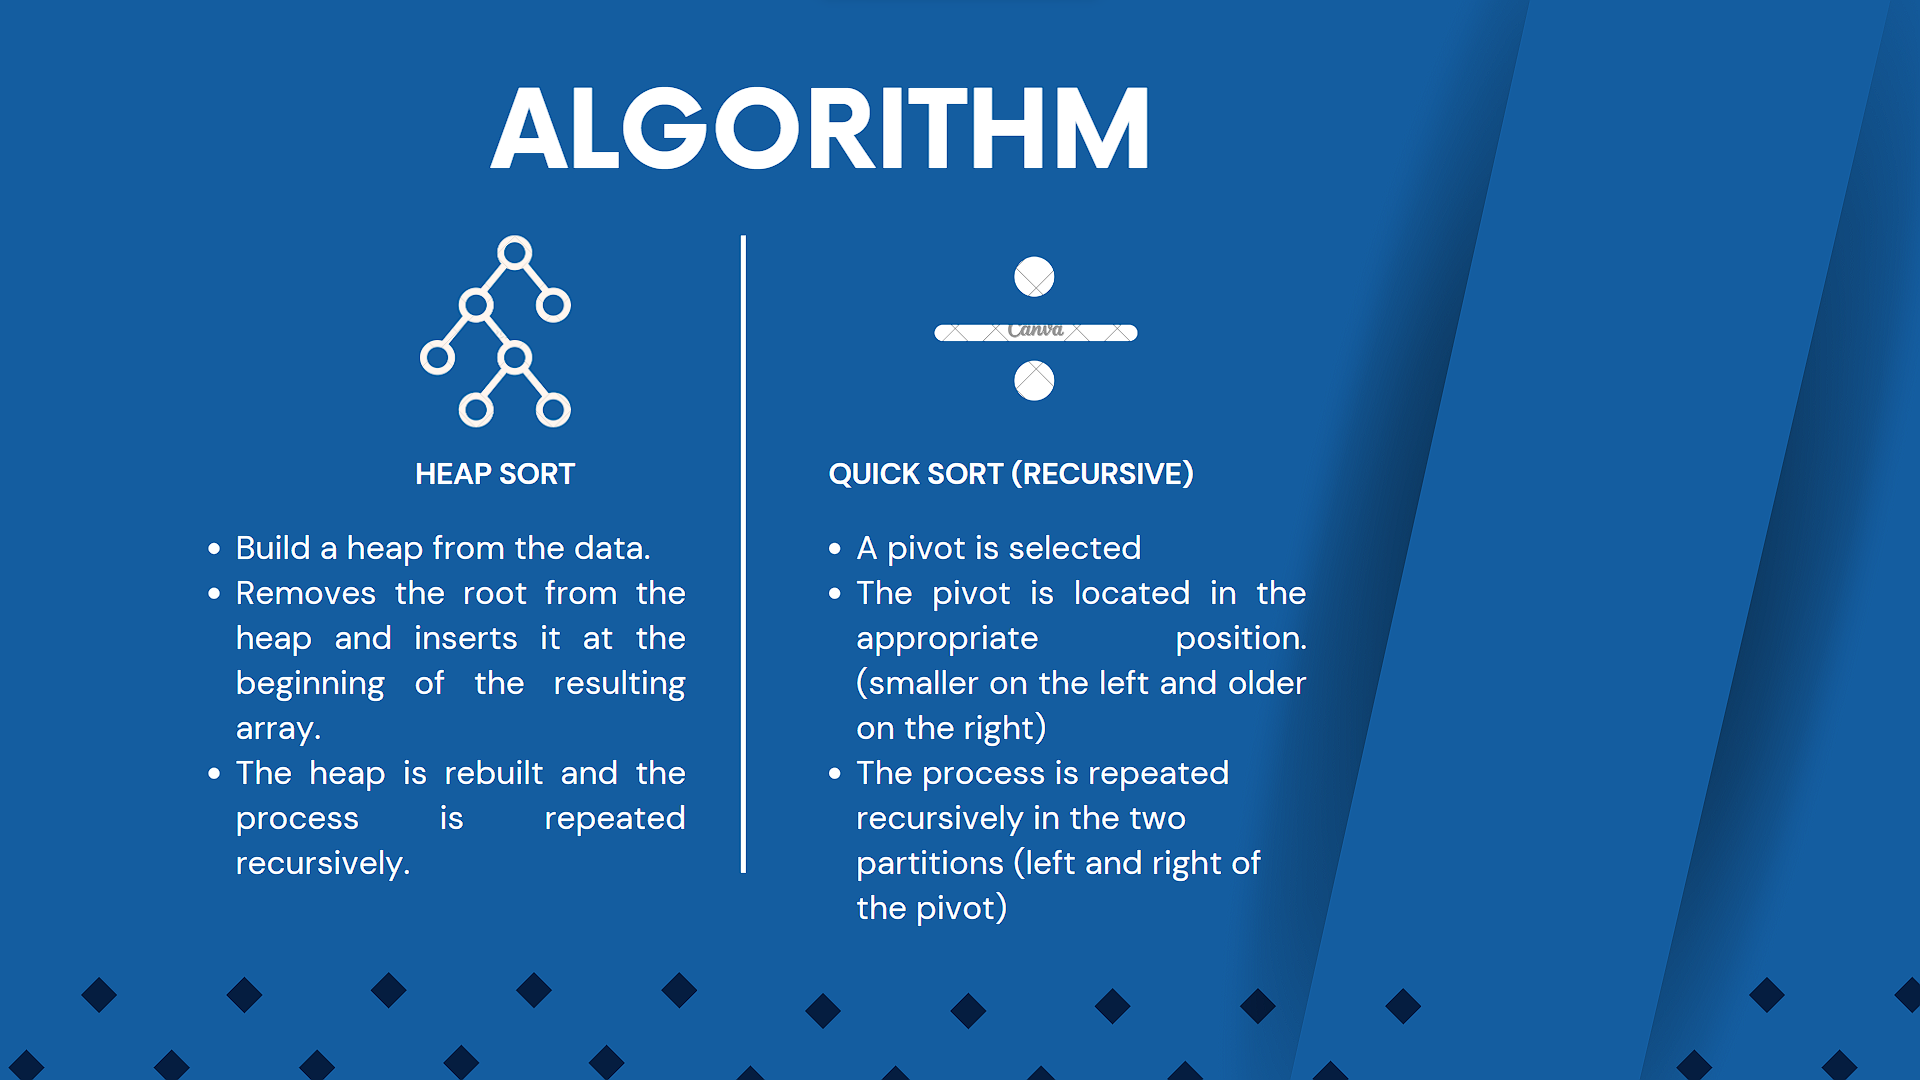 ALGORITHM
Canva
HEAP SORT
• Build a heap from the data.
• Removes the root from the
heap and inserts it at the
beginning of the resulting
array.
• The heap is rebuilt and the
process is repeated
recursively.
QUICK SORT (RECURSIVE)
• A pivot is selected
• The pivot is located in the
appropriate position.
(smaller on the left and older
on the right)
• The process is repeated
recursively in the two
partitions (left and right of
the pivot)